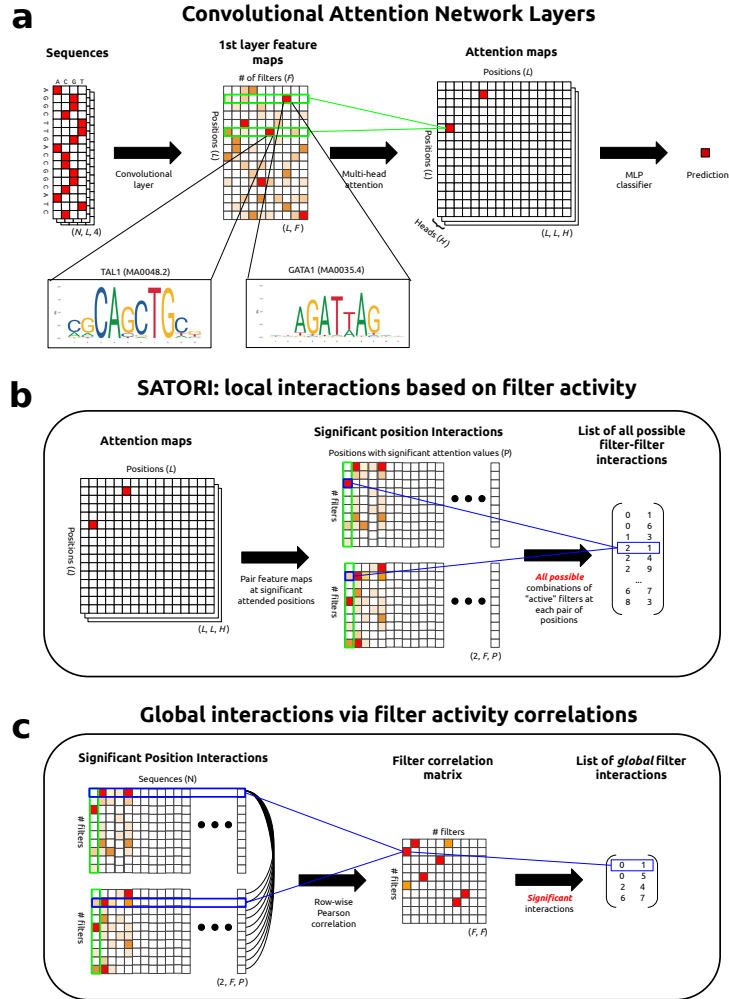 a
Convolutional Attention Network Layers
Sequences
A C G T
A
G
G
C
T
T
G
A
C
C
G
G
C
A
T
C
(N, L, 4)
Convolutional
layer
1st layer feature
maps
# of filters (F)
Positions (L)
(L, F)
Multi-head
attention
Attention maps
Positions (L)
Positions (L)
Heads (H)
(L, L, H)
MLP
classifier
Prediction
TAL1 (MA0048.2)
CGCAGCTGC
GATA1 (MA0035.4)
AGATTAG
b
SATORI: local interactions based on filter activity
Attention maps
Positions (L)
Positions (L)
(L, L, H)
Pair feature maps
at significant
attended positions
Significant position Interactions
Positions with significant attention values (P)
# filters
# filters
(2, F, P)
All possible
combinations of
"active" filters at
each pair of
positions
List of all possible
filter-filter
interactions
0 1
0 6
1 3
2 1
2 4
2 9
...
6 7
8 3
c
Global interactions via filter activity correlations
Significant Position Interactions
Sequences (N)
# filters
# filters
(2, F, P)
Row-wise
Pearson
correlation
Filter correlation
matrix
# filters
# filters
(F, F)
Significant
interactions
List of global filter
interactions
0 1
0 5
2 4
6 7